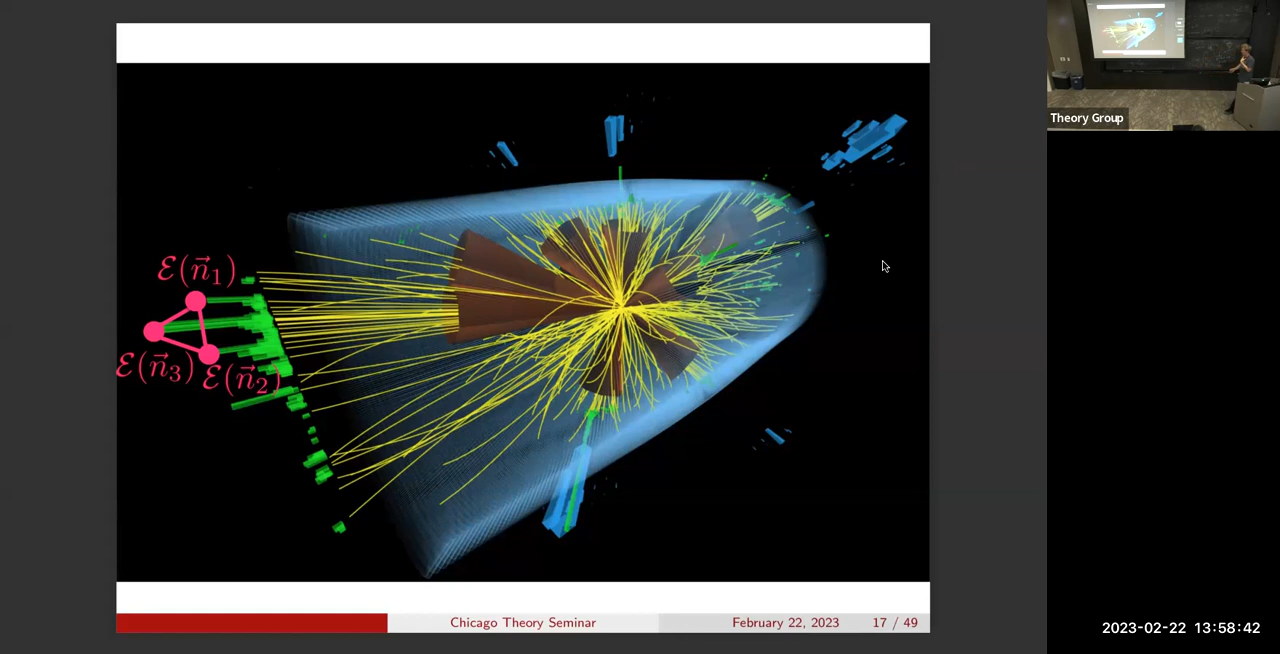 Theory Group
ℰ(n⃗₁)
ℰ(n⃗₃)
ℰ(n⃗₂)
Chicago Theory Seminar
February 22, 2023
17 / 49
2023-02-22 13:58:42